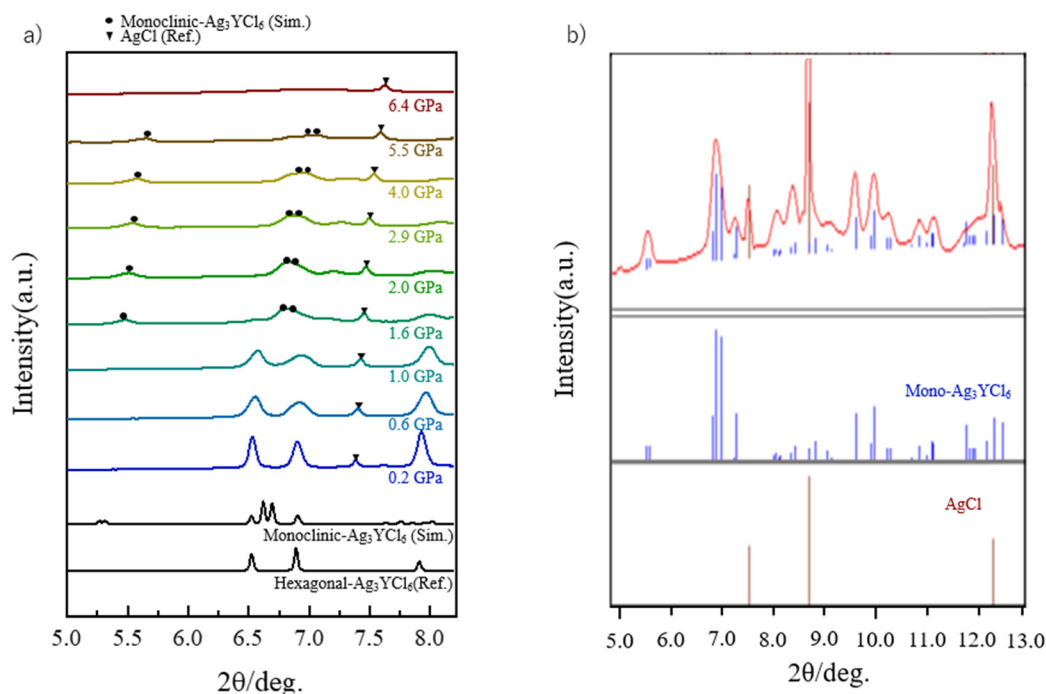 a)
● Monoclinic-Ag₃YCl₆ (Sim.)
▼ AgCl (Ref.)
6.4 GPa
5.5 GPa
4.0 GPa
2.9 GPa
2.0 GPa
1.6 GPa
1.0 GPa
0.6 GPa
0.2 GPa
Monoclinic-Ag₃YCl₆ (Sim.)
Hexagonal-Ag₃YCl₆(Ref.)
Intensity(a.u.)
5.0 5.5 6.0 6.5 7.0 7.5 8.0
2θ/deg.
b)
Mono-Ag₃YCl₆
AgCl
Intensity(a.u.)
5.0 6.0 7.0 8.0 9.0 10.0 11.0 12.0 13.0
2θ/deg.